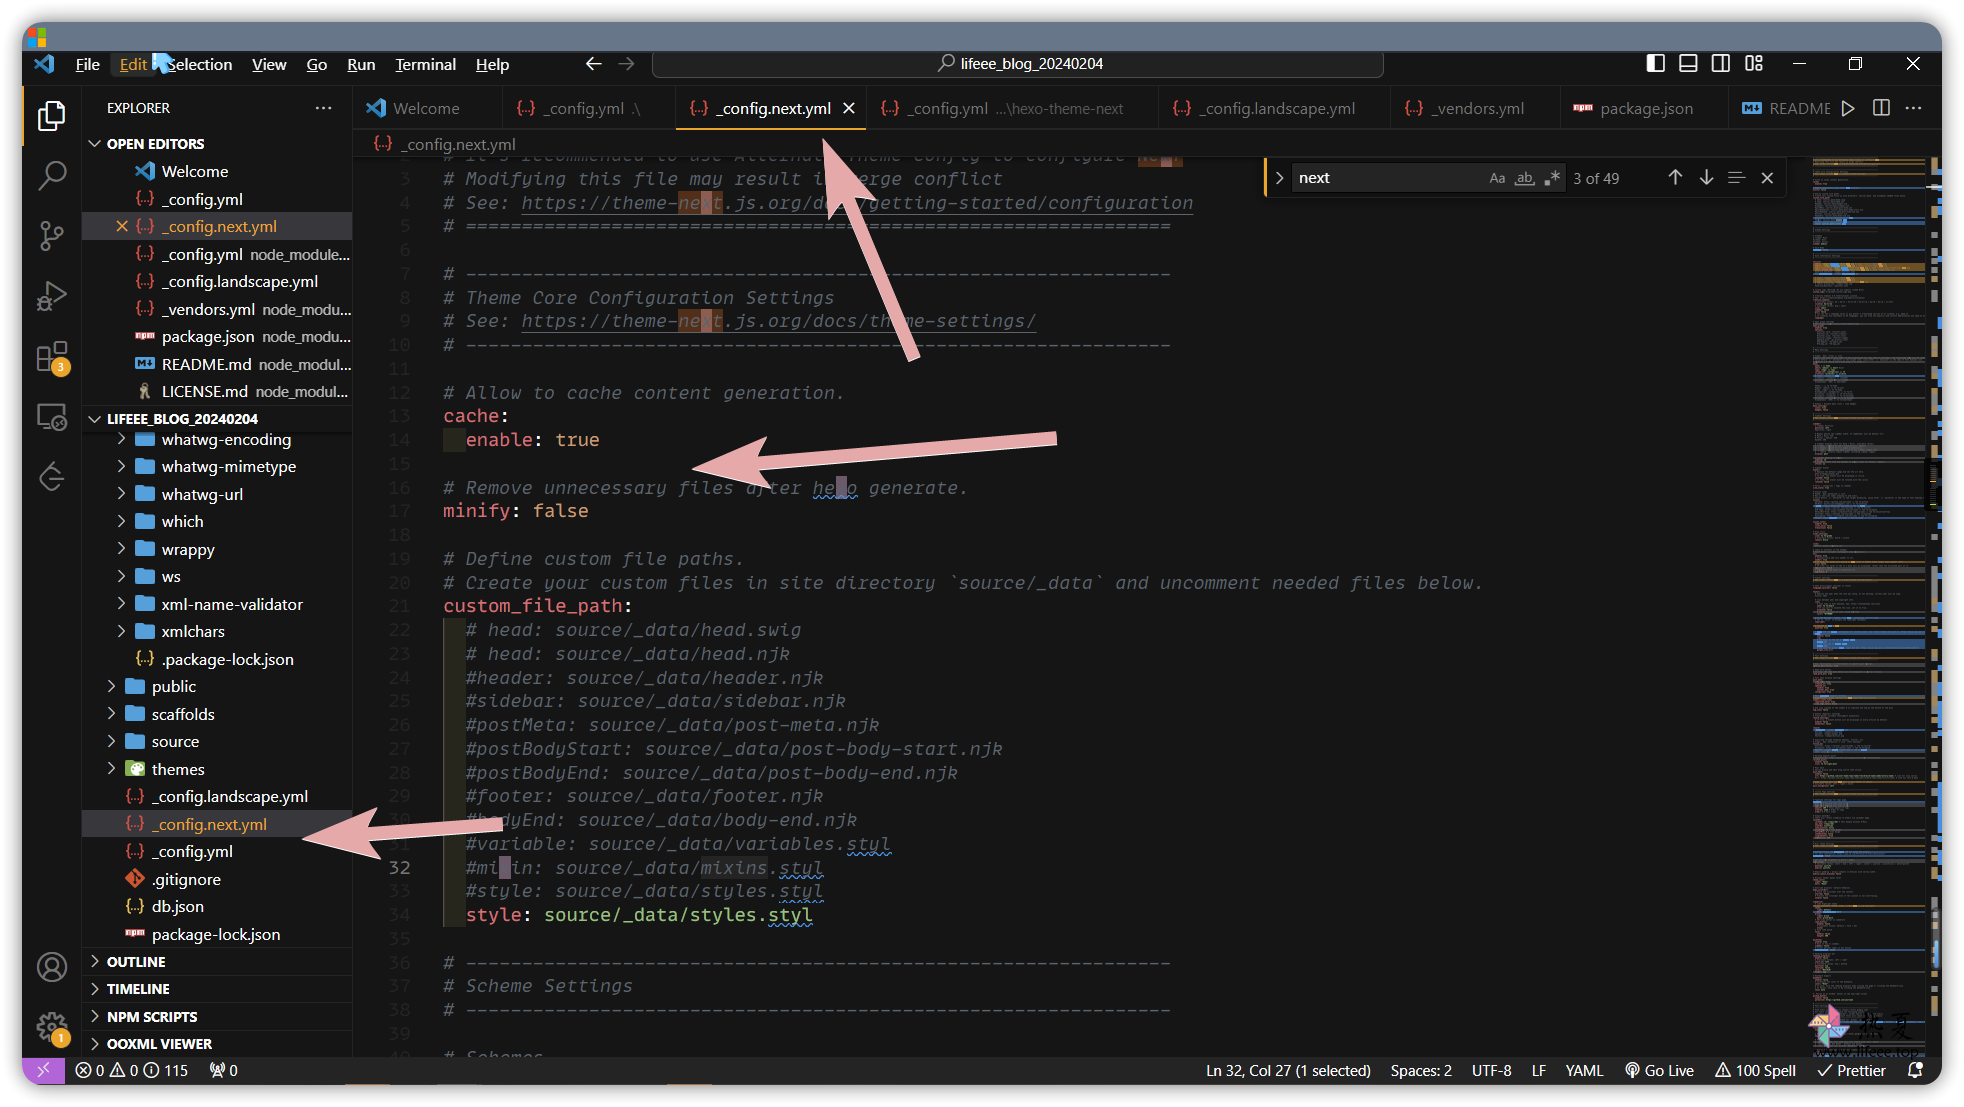 File Edit Selection View Go Run Terminal Help
lifeee_blog_20240204
EXPLORER
Welcome
_config.yml .\
_config.next.yml
_config.yml ...\hexo-theme-next
_config.landscape.yml
_vendors.yml
package.json
README
_config.next.yml
next
Aa ab
3 of 49
OPEN EDITORS
Welcome
_config.yml
_config.next.yml
_config.yml node_module...
_config.landscape.yml
_vendors.yml node_modu...
package.json node_modu...
README.md node_modul...
LICENSE.md node_modul...
LIFEEE_BLOG_20240204
whatwg-encoding
whatwg-mimetype
whatwg-url
which
wrappy
ws
xml-name-validator
xmlchars
.package-lock.json
public
scaffolds
source
themes
_config.landscape.yml
_config.next.yml
_config.yml
.gitignore
db.json
package-lock.json
OUTLINE
TIMELINE
NPM SCRIPTS
OOXML VIEWER
3 # Modifying this file may result in merge conflict
4 # See: https://theme-next.js.org/docs/getting-started/configuration
5 # ===============================================================
6
7 # ---------------------------------------------------------------
8 # Theme Core Configuration Settings
9 # See: https://theme-next.js.org/docs/theme-settings/
10 # ---------------------------------------------------------------
11
12 # Allow to cache content generation.
13 cache:
14 enable: true
15
16 # Remove unnecessary files after hexo generate.
17 minify: false
18
19 # Define custom file paths.
20 # Create your custom files in site directory `source/_data` and uncomment needed files below.
21 custom_file_path:
22 # head: source/_data/head.swig
23 # head: source/_data/head.njk
24 #header: source/_data/header.njk
25 #sidebar: source/_data/sidebar.njk
26 #postMeta: source/_data/post-meta.njk
27 #postBodyStart: source/_data/post-body-start.njk
28 #postBodyEnd: source/_data/post-body-end.njk
29 #footer: source/_data/footer.njk
30 #bodyEnd: source/_data/body-end.njk
31 #variable: source/_data/variables.styl
32 #mixin: source/_data/mixins.styl
33 #style: source/_data/styles.styl
34 style: source/_data/styles.styl
35
36 # ---------------------------------------------------------------
37 # Scheme Settings
38 # ---------------------------------------------------------------
39
40 # Schemes
3
1
0 0 115 0
Ln 32, Col 27 (1 selected) Spaces: 2 UTF-8 LF YAML Go Live 100 Spell Prettier